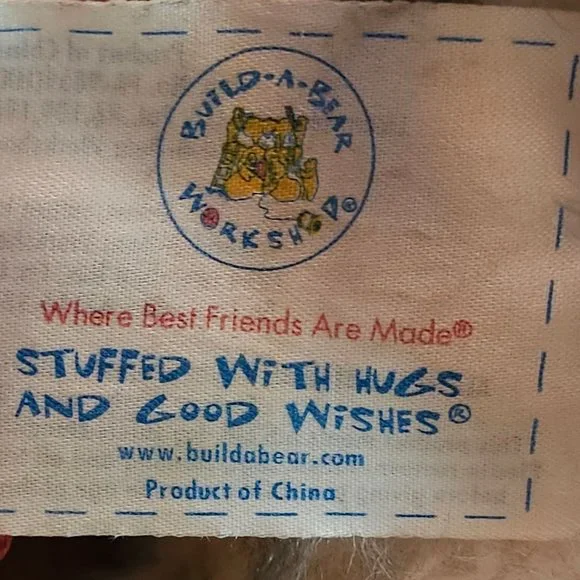 BUILD-A-BEAR
WORKSHOP®
Where Best Friends Are Made®
STUFFED WITH HUGS
AND GOOD WISHES®
www.buildabear.com
Product of China